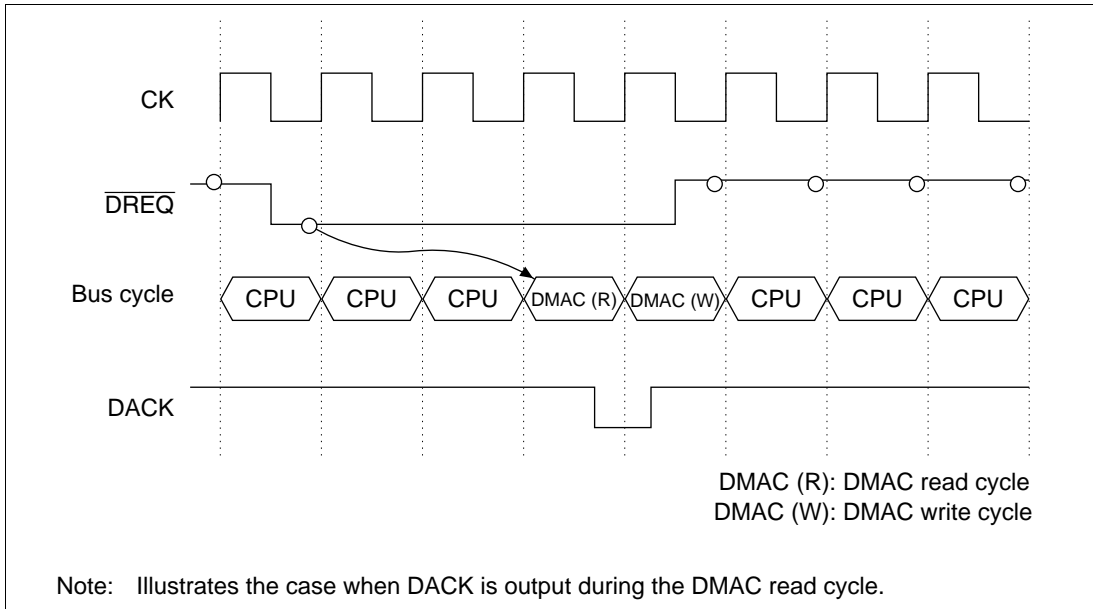 CK
DREQ
Bus cycle CPU CPU CPU DMAC (R) DMAC (W) CPU CPU CPU
DACK
DMAC (R): DMAC read cycle
DMAC (W): DMAC write cycle
Note: Illustrates the case when DACK is output during the DMAC read cycle.